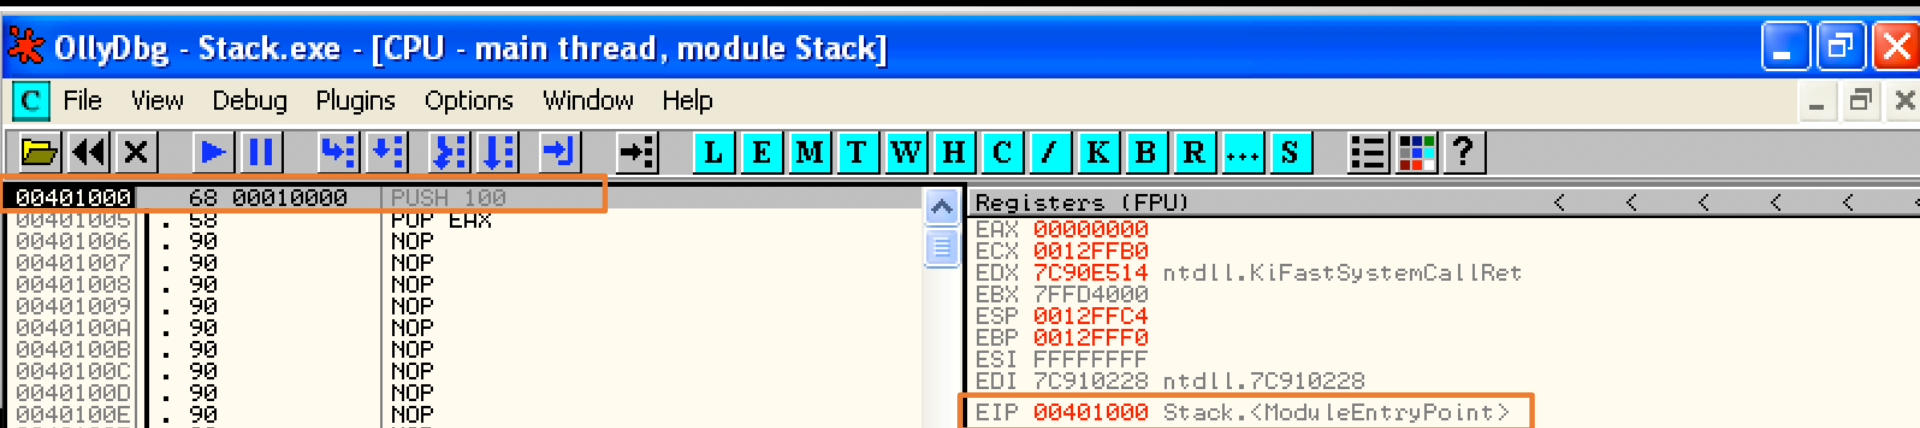 OllyDbg - Stack.exe - [CPU - main thread, module Stack]
C File View Debug Plugins Options Window Help
L E M T W H C / K B R ... S ?
00401000 68 00010000 PUSH 100
00401005 . 58 POP EAX
00401006 . 90 NOP
00401007 . 90 NOP
00401008 . 90 NOP
00401009 . 90 NOP
0040100A . 90 NOP
0040100B . 90 NOP
0040100C . 90 NOP
0040100D . 90 NOP
0040100E . 90 NOP
Registers (FPU) < < < < < <
EAX 00000000
ECX 0012FFB0
EDX 7C90E514 ntdll.KiFastSystemCallRet
EBX 7FFD4000
ESP 0012FFC4
EBP 0012FFF0
ESI FFFFFFFF
EDI 7C910228 ntdll.7C910228
EIP 00401000 Stack.<ModuleEntryPoint>